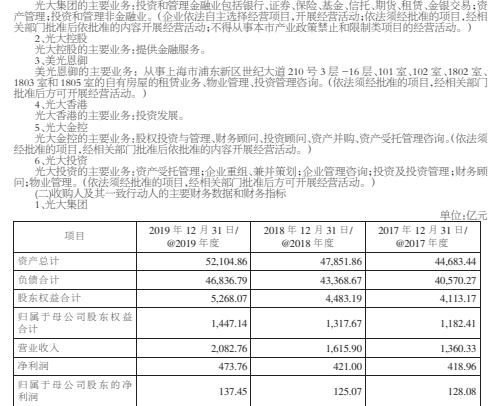 光大集团的主要业务:投资和管理金融业包括银行、证券、保险、基金、信托、期货、租赁、金银交易;资
产管理;投资和管理非金融业。(企业依法自主选择经营项目,开展经营活动;依法须经批准的项目,经相
关部门批准后依批准的内容开展经营活动;不得从事本市产业政策禁止和限制类项目的经营活动。)
2、光大控股
光大控股的主要业务:提供金融服务。
3、美光恩御
美光恩御的主要业务:从事上海市浦东新区世纪大道 210 号 3 层-16 层、101 室、102 室、1802 室、
1803 室和 1805 室的自有房屋的租赁业务、物业管理、投资管理咨询。(依法须经批准的项目,经相关部门
批准后方可开展经营活动。)
4、光大香港
光大香港的主要业务:投资发展。
5、光大金控
光大金控的主要业务:股权投资与管理、财务顾问、投资顾问、资产并购、资产受托管理咨询。(依法须
经批准的项目,经相关部门批准后依批准的内容开展经营活动。)
6、光大投资
光大投资的主要业务:资产受托管理;企业重组、兼并策划;企业管理咨询;投资及投资管理;财务顾
问;物业管理。(依法须经批准的项目,经相关部门批准后方可开展经营活动。)
(二)收购人及其一致行动人的主要财务数据和财务指标
1、光大集团
单位:亿元
项目 2019 年 12 月 31 日/ 2018 年 12 月 31 日/ 2017 年 12 月 31 日/
@2019 年度 @2018 年度 @2017 年度
资产总计 52,104.86 47,851.86 44,683.44
负债合计 46,836.79 43,368.67 40,570.27
股东权益合计 5,268.07 4,483.19 4,113.17
归属于母公司股东权益
合计 1,447.14 1,317.67 1,182.41
营业收入 2,082.76 1,615.90 1,360.33
净利润 473.76 421.00 418.96
归属于母公司股东的净
利润 137.45 125.07 128.08